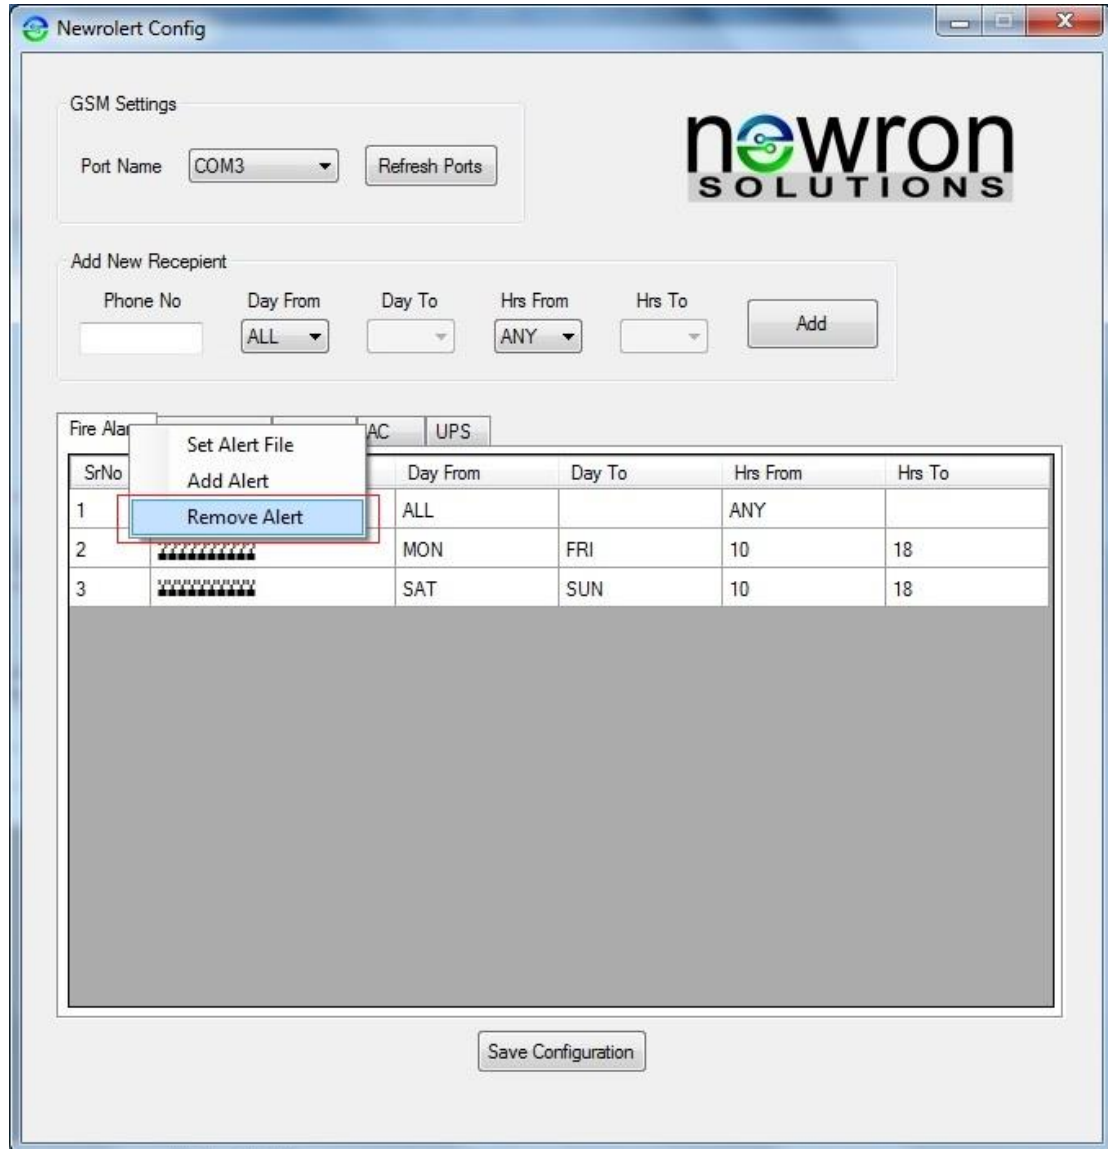 Newrolert Config
GSM Settings
newron
SOLUTIONS
Port Name COM3 Refresh Ports
Add New Recepient
Phone No Day From Day To Hrs From Hrs To
ALL ANY Add
Fire Alar AC UPS
Set Alert File
Add Alert
Remove Alert
SrNo Day From Day To Hrs From Hrs To
1 ALL ANY
2 MON FRI 10 18
3 SAT SUN 10 18
Save Configuration